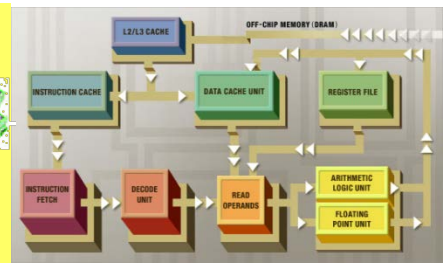 OFF-CHIP MEMORY (DRAM)
L2/L3 CACHE
INSTRUCTION CACHE
DATA CACHE UNIT
REGISTER FILE
INSTRUCTION
FETCH
DECODE
UNIT
READ
OPERANDS
ARITHMETIC
LOGIC UNIT
FLOATING
POINT UNIT